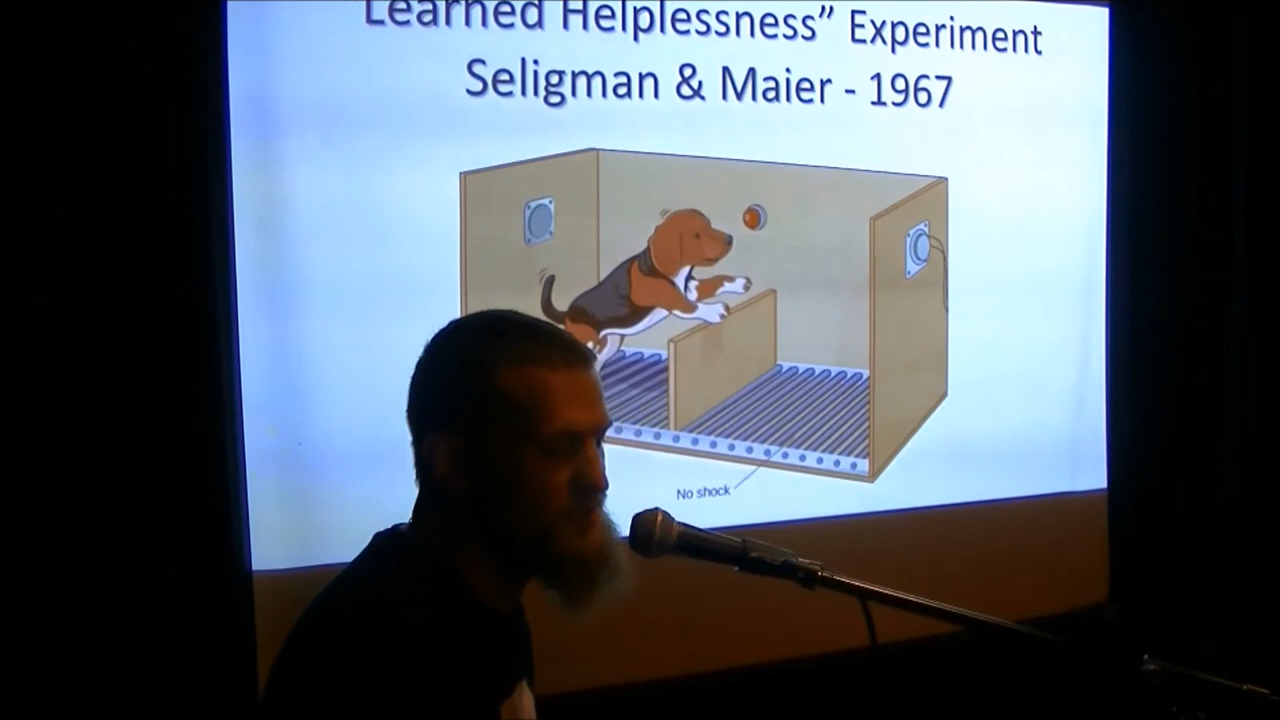 Learned Helplessness” Experiment
Seligman & Maier - 1967
No shock